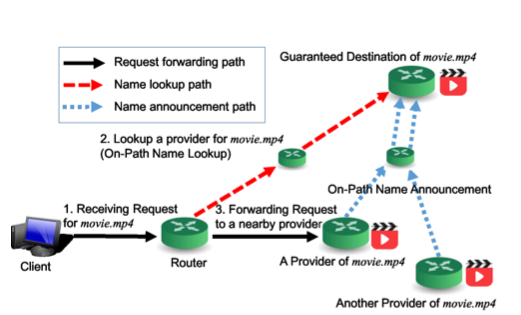 Request forwarding path
Name lookup path
Name announcement path
Guaranteed Destination of movie.mp4
2. Lookup a provider for movie.mp4
(On-Path Name Lookup)
On-Path Name Announcement
1. Receiving Request
for movie.mp4
3. Forwarding Request
to a nearby provider
Client
Router
A Provider of movie.mp4
Another Provider of movie.mp4